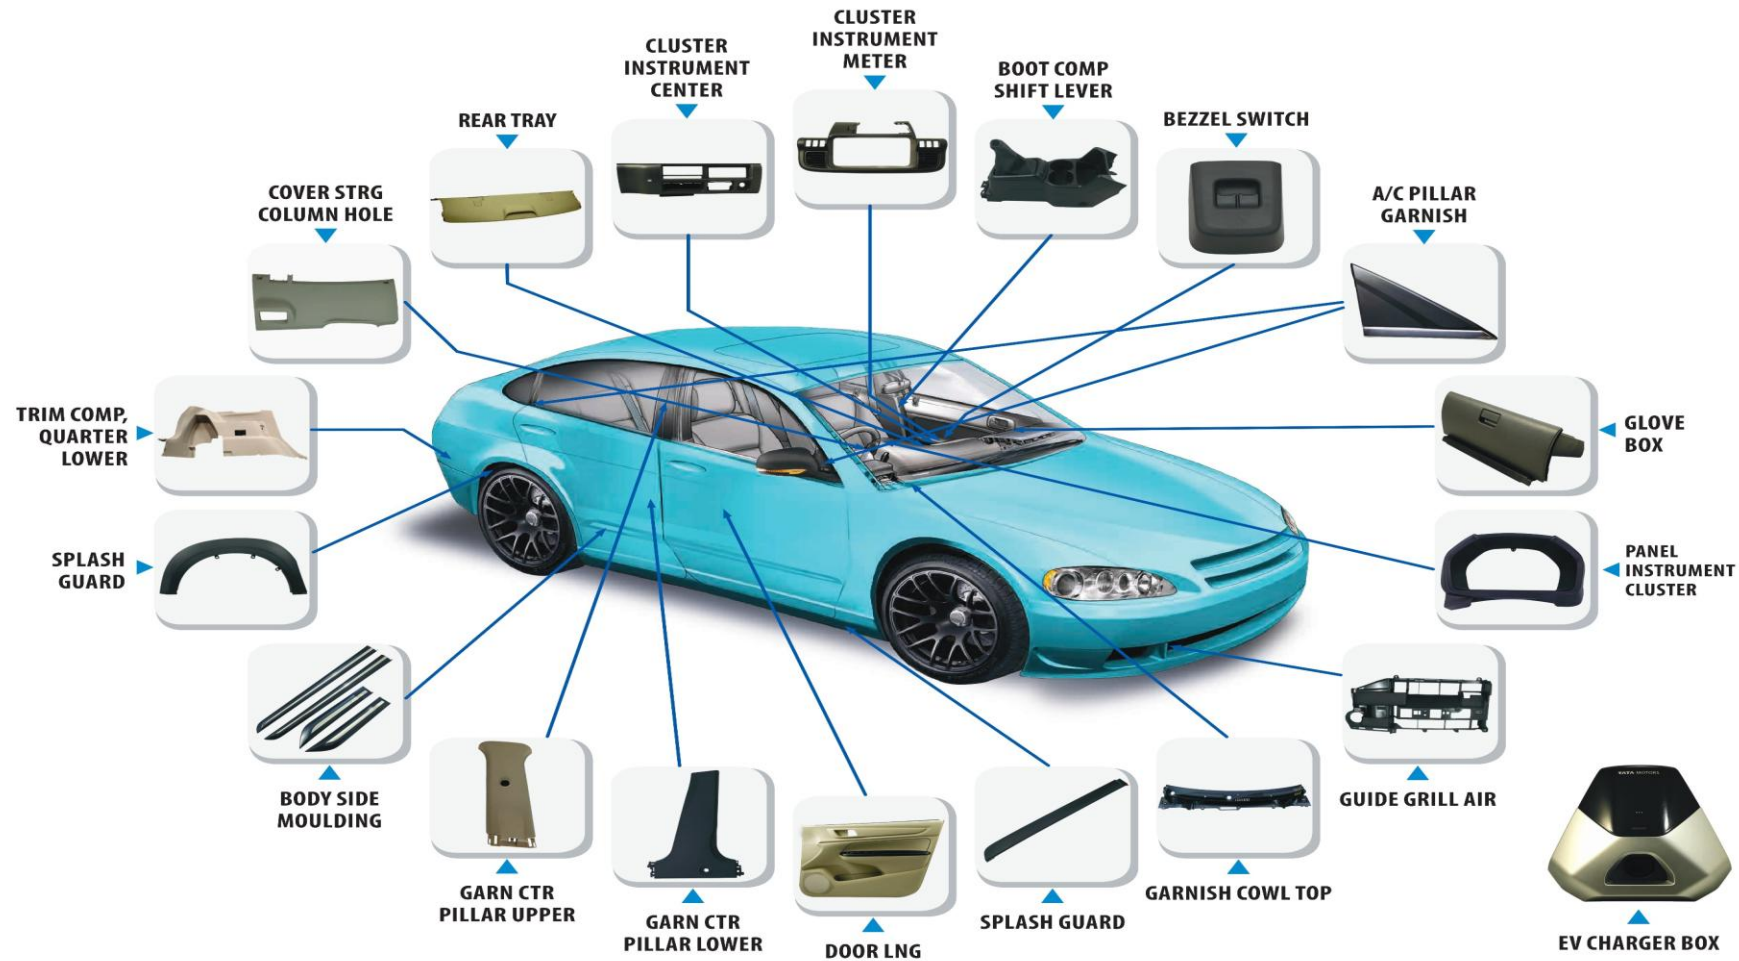 CLUSTER
INSTRUMENT
METER
CLUSTER
INSTRUMENT
CENTER
BOOT COMP
SHIFT LEVER
REAR TRAY
BEZZEL SWITCH
COVER STRG
COLUMN HOLE
A/C PILLAR
GARNISH
TRIM COMP,
QUARTER
LOWER
GLOVE
BOX
SPLASH
GUARD
PANEL
INSTRUMENT
CLUSTER
BODY SIDE
MOULDING
GUIDE GRILL AIR
TATA MOTORS
GARN CTR
PILLAR UPPER
GARN CTR
PILLAR LOWER
DOOR LNG
SPLASH GUARD
GARNISH COWL TOP
EV CHARGER BOX